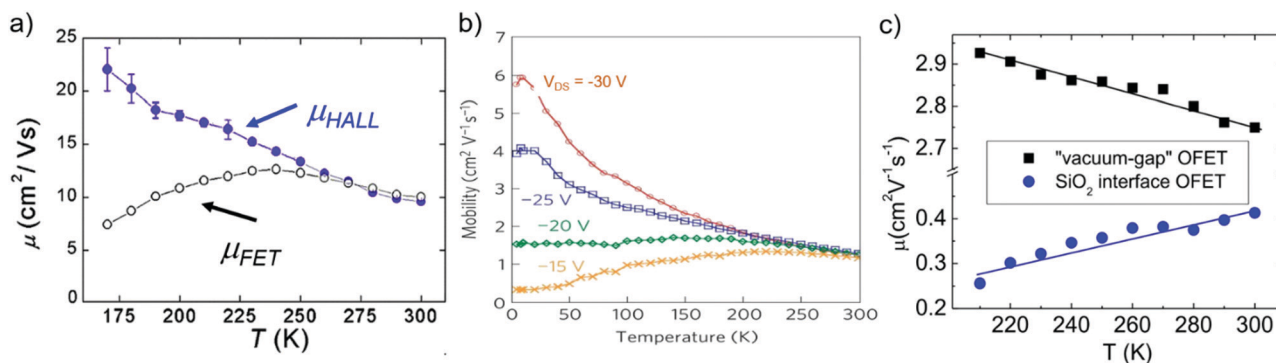 a)
μ (cm²/ Vs)
25
20
15
10
5
0
μHALL
μFET
175 200 225 250 275 300
T (K)
b)
Mobility (cm² V⁻¹s⁻¹)
7
6
5
4
3
2
1
0
V_DS = -30 V
−25 V
−20 V
−15 V
0 50 100 150 200 250 300
Temperature (K)
c)
μ(cm²V⁻¹s⁻¹)
2.9
2.8
2.7
0.4
0.3
0.2
"vacuum-gap" OFET
SiO₂ interface OFET
220 240 260 280 300
T (K)